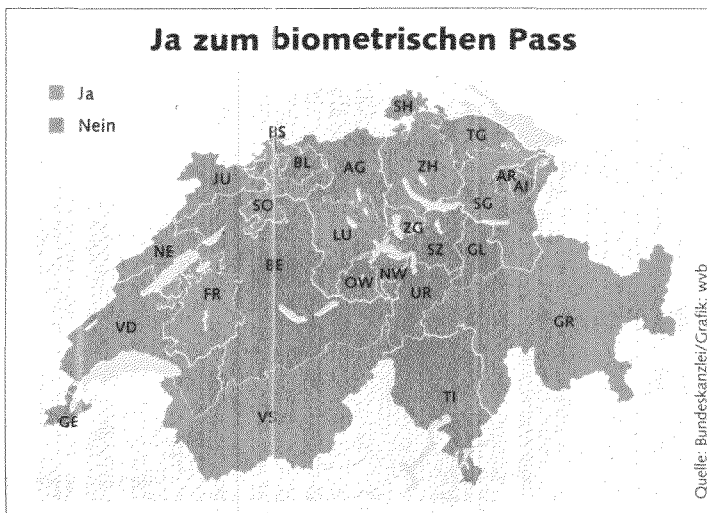 Ja zum biometrischen Pass
Ja
Nein
SH
BS
TG
BL
AG
ZH
JU
AR
AI
SO
SG
LU
ZG
NE
BE
SZ
GL
OW
NW
FR
UR
VD
GR
TI
VS
GE
Quelle: Bundeskanzlei/Grafik: wvb